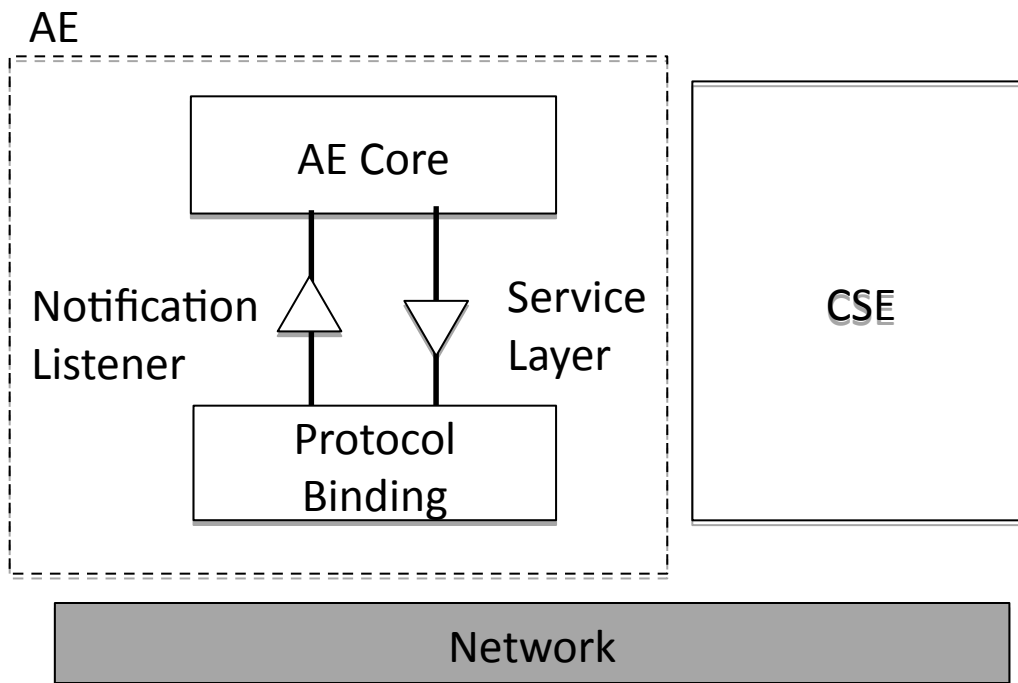 AE
AE Core
Notification
Listener
Service
Layer
CSE
Protocol
Binding
Network